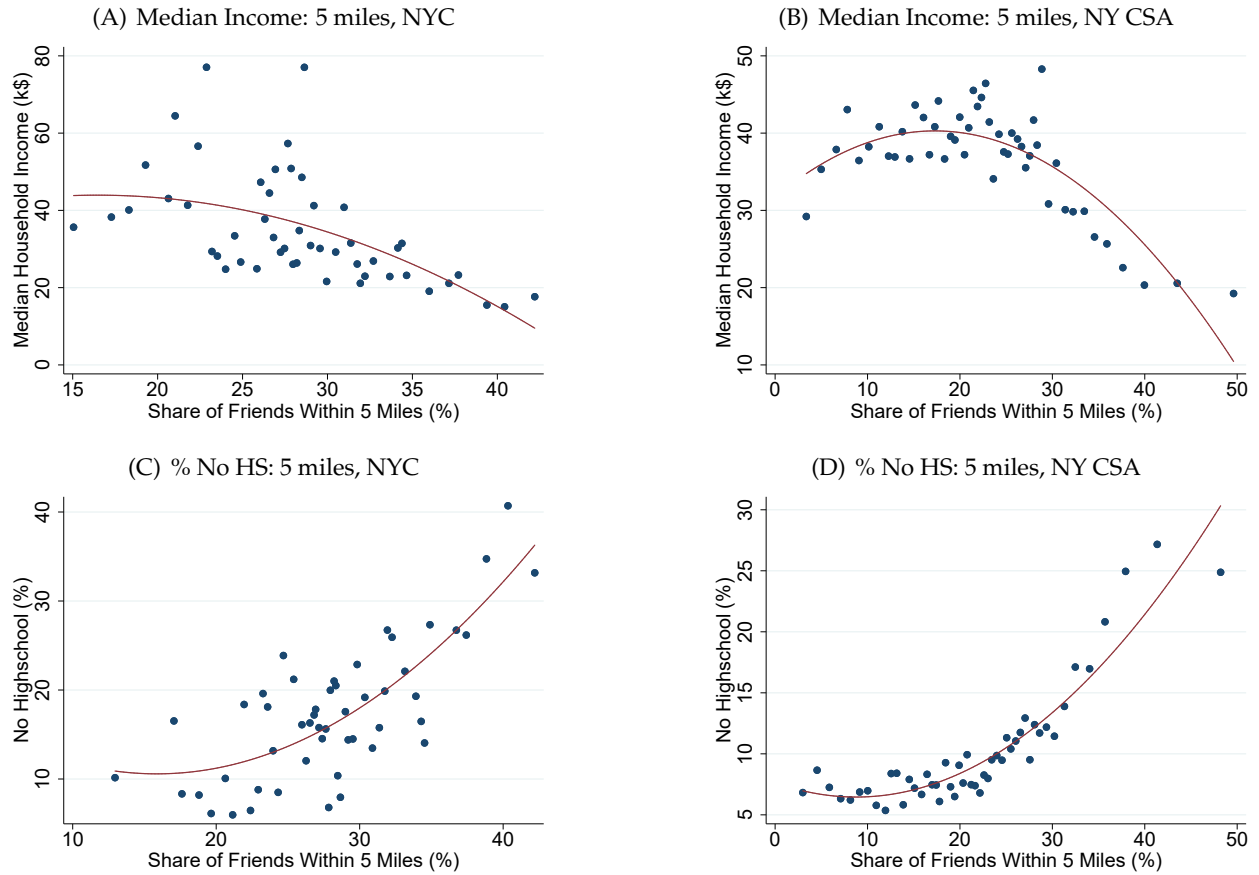 (A) Median Income: 5 miles, NYC
Median Household Income (k$)
80
60
40
20
0
15 20 25 30 35 40
Share of Friends Within 5 Miles (%)
(B) Median Income: 5 miles, NY CSA
Median Household Income (k$)
50
40
30
20
10
0 10 20 30 40 50
Share of Friends Within 5 Miles (%)
(C) % No HS: 5 miles, NYC
No Highschool (%)
40
30
20
10
10 20 30 40
Share of Friends Within 5 Miles (%)
(D) % No HS: 5 miles, NY CSA
No Highschool (%)
30
25
20
15
10
5
0 10 20 30 40 50
Share of Friends Within 5 Miles (%)